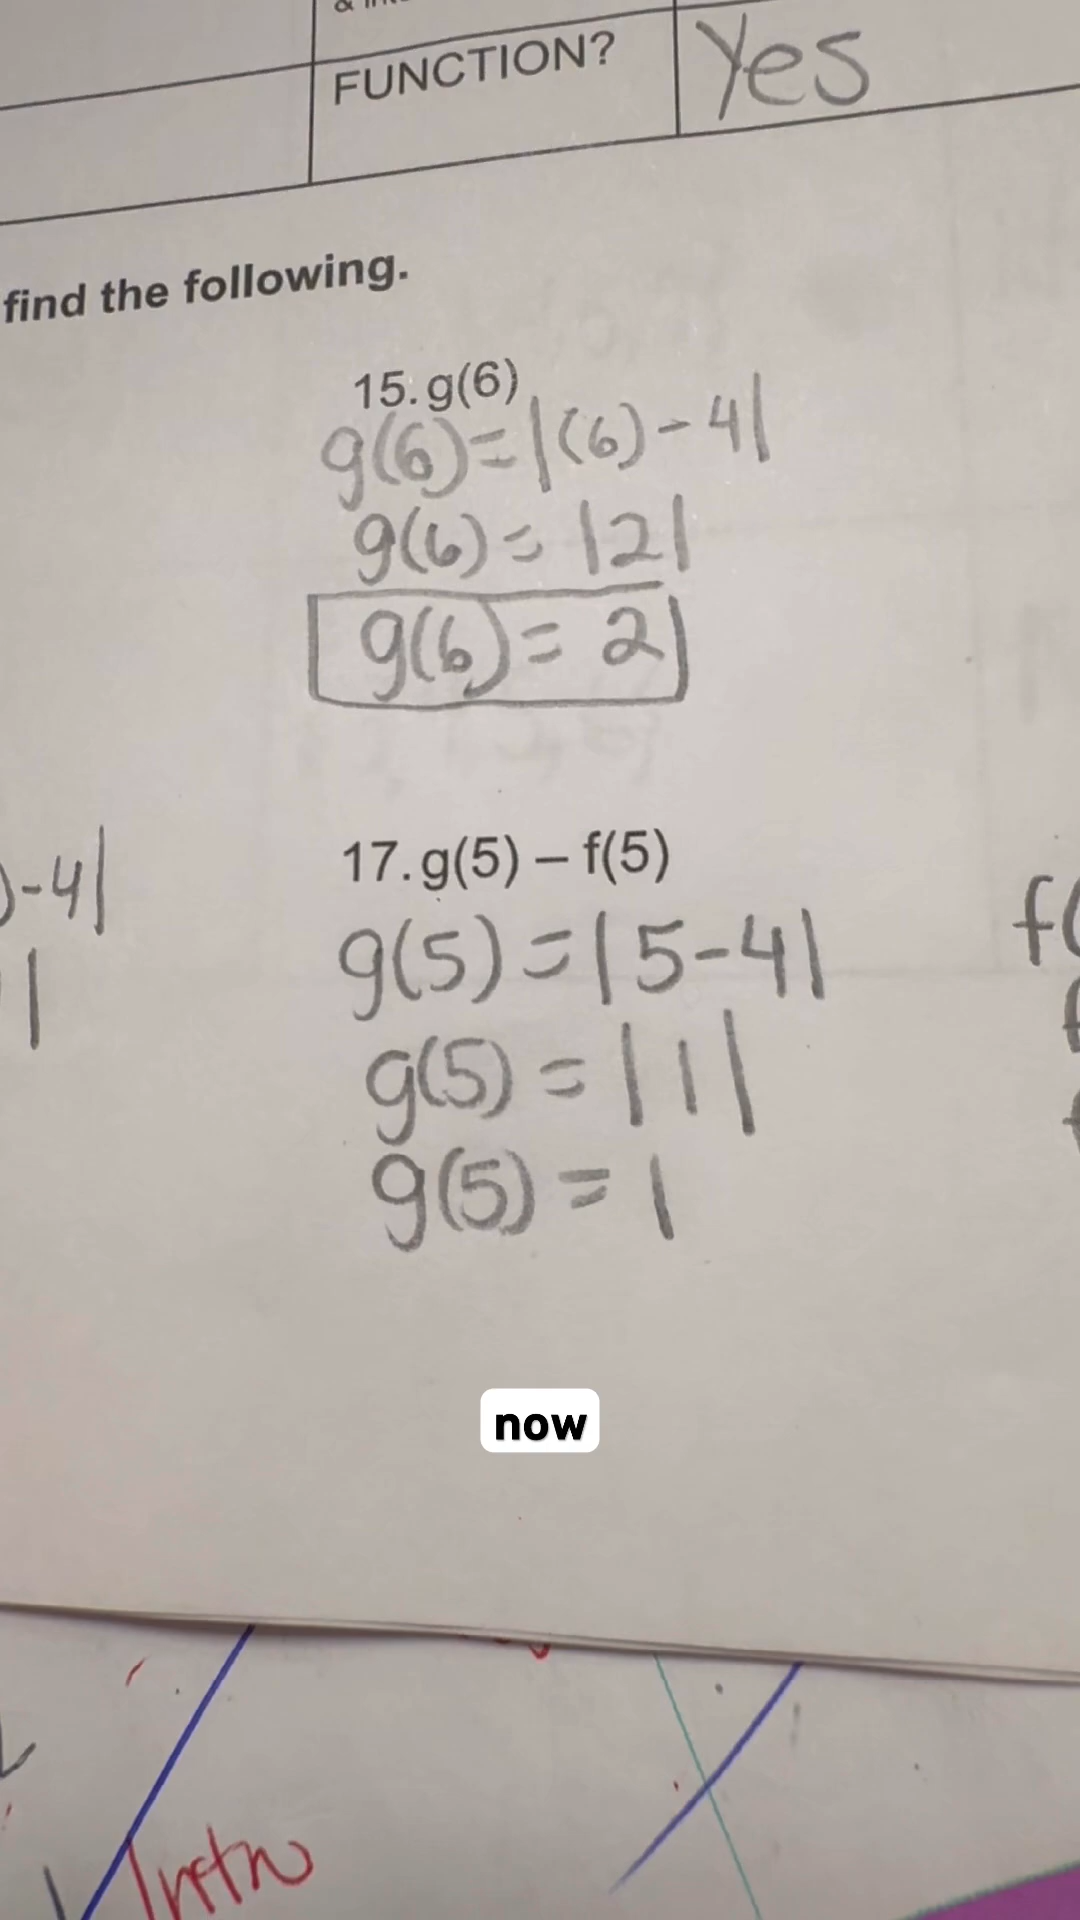 FUNCTION?
Yes
find the following.
15. g(6)
g(6) = |(6) - 4|
g(6) = |2|
g(6) = 2
17. g(5) – f(5)
) - 4|
|
g(5) = |5 - 4|
g(5) = |1|
g(5) = 1
f(
now